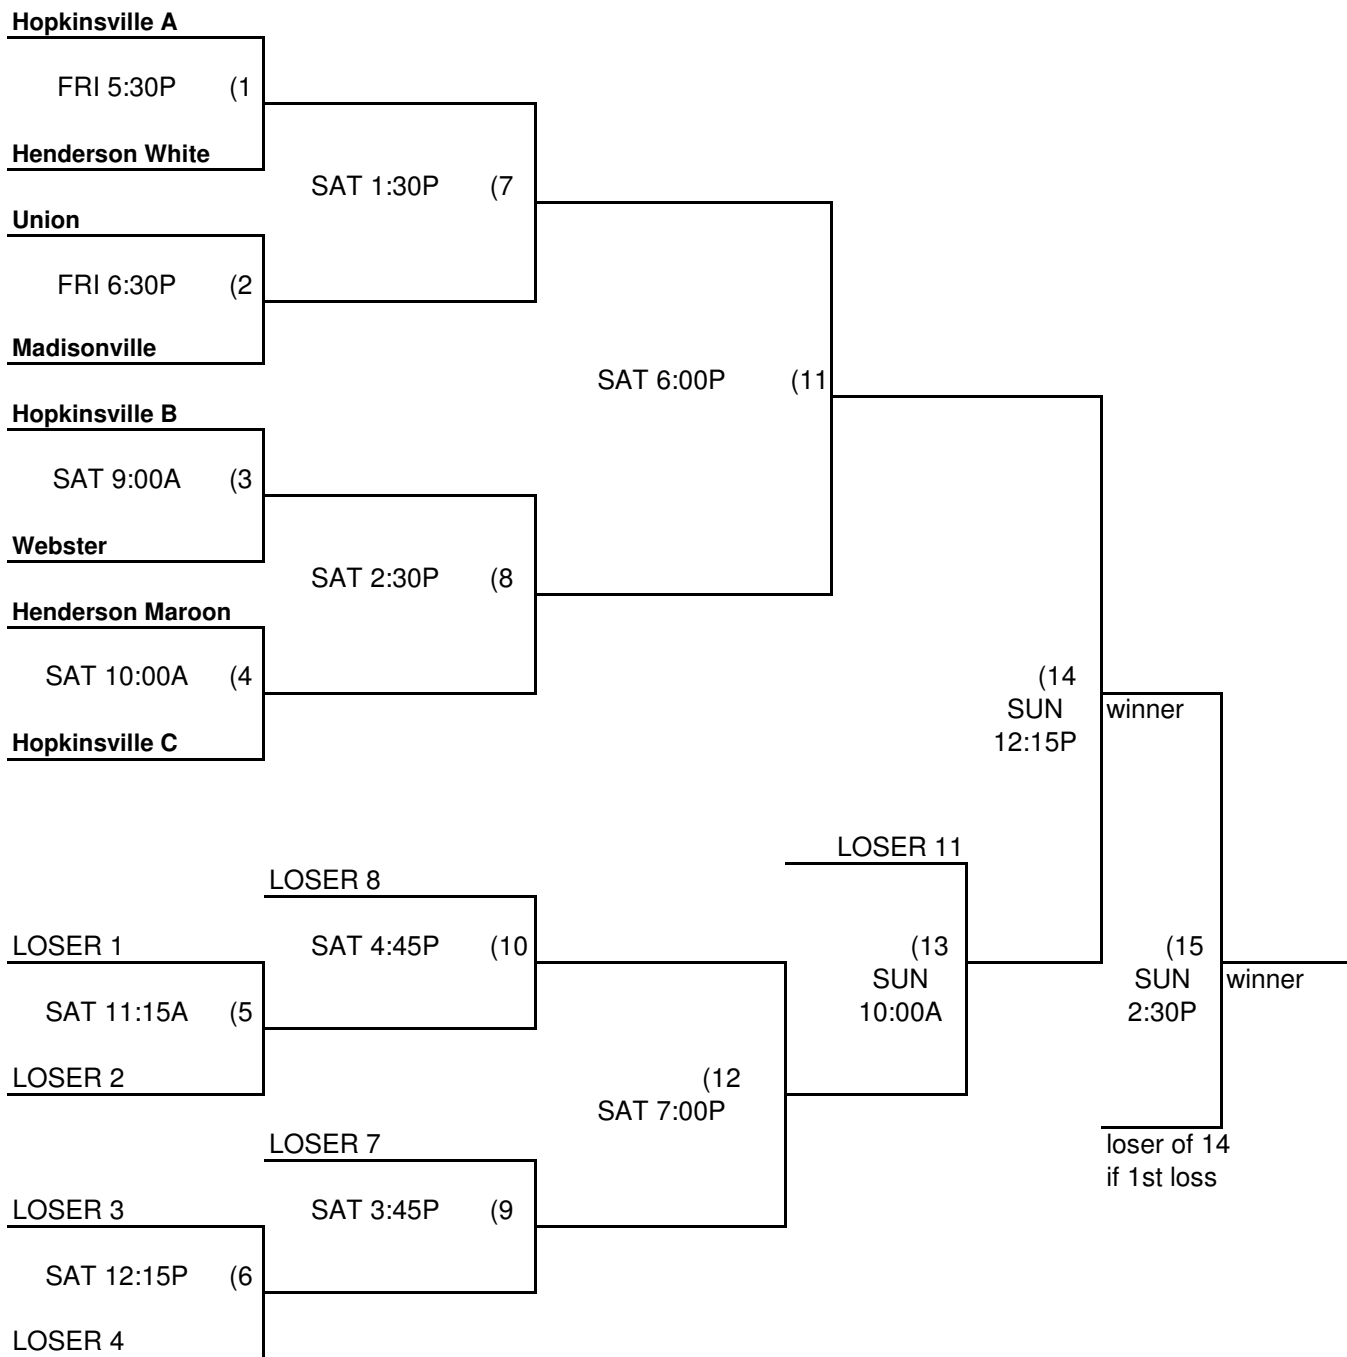 Hopkinsville A
FRI 5:30P (1
Henderson White
SAT 1:30P (7
Union
FRI 6:30P (2
Madisonville
SAT 6:00P (11
Hopkinsville B
SAT 9:00A (3
Webster
SAT 2:30P (8
Henderson Maroon
SAT 10:00A (4
Hopkinsville C
(14
SUN
12:15P
winner
LOSER 11
LOSER 8
LOSER 1
SAT 4:45P (10
SAT 11:15A (5
LOSER 2
(13
SUN
10:00A
(15
SUN
2:30P
winner
(12
SAT 7:00P
LOSER 7
loser of 14
if 1st loss
LOSER 3
SAT 3:45P (9
SAT 12:15P (6
LOSER 4